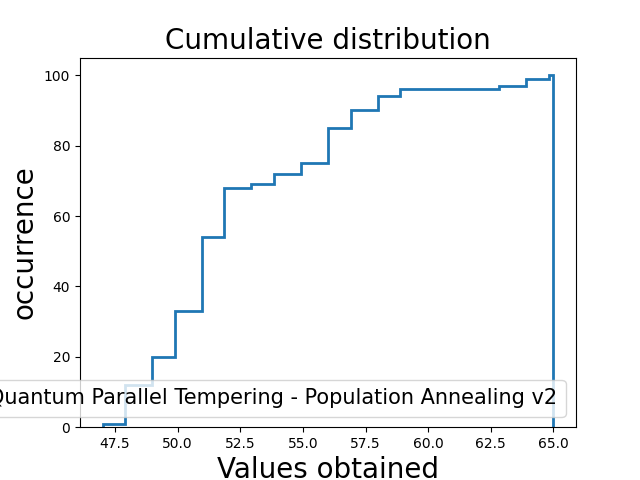 Cumulative distribution
occurrence
100
80
60
40
20
0
Quantum Parallel Tempering - Population Annealing v2
47.5 50.0 52.5 55.0 57.5 60.0 62.5 65.0
Values obtained